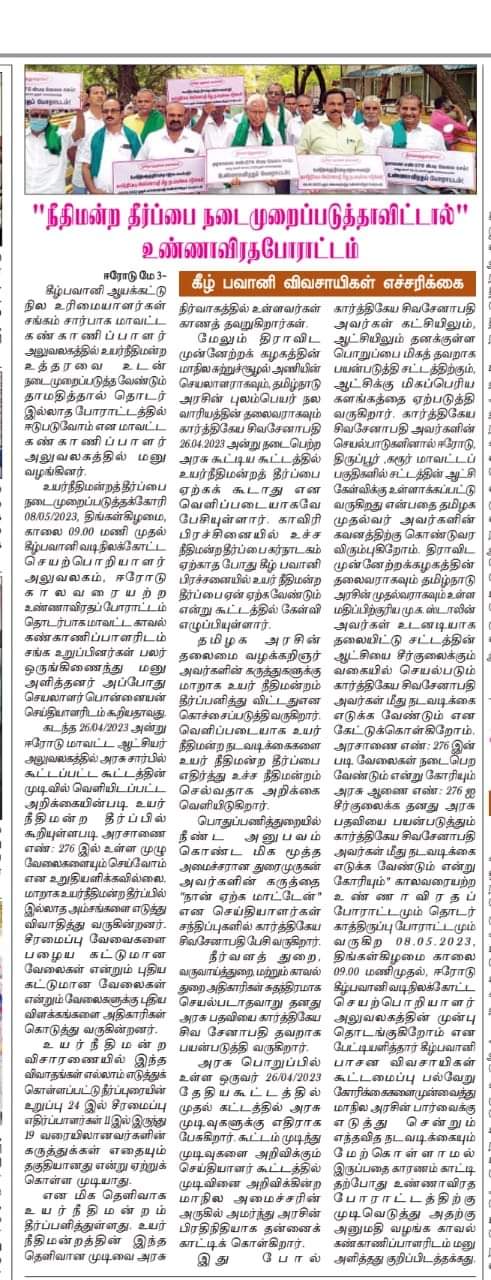 "நீதிமன்ற தீர்ப்பை நடைமுறைப்படுத்தாவிட்டால்"
உண்ணாவிரதபோராட்டம்
கீழ் பவானி விவசாயிகள் எச்சரிக்கை
ஈரோடு மே 3-
கீழ்பவானி ஆயக்கட்டு
நில உரிமையாளர்கள்
சங்கம் சார்பாக மாவட்ட
கண்காணிப்பாளர்
அலுவலகத்தில் உயர்நீதிமன்ற
உத்தரவை உடன்
நடைமுறைப்படுத்த வேண்டும்
தாமதித்தால் தொடர்
இல்லாத போராட்டத்தில்
ஈடுபடுவோம் என மாவட்ட
கண்காணிப்பாளர்
அலுவலகத்தில் மனு
வழங்கினர்.
உயர்நீதிமன்றத் தீர்ப்பை
நடைமுறைப்படுத்தக்கோரி
08/05/2023, திங்கள்கிழமை,
காலை 09.00 மணி முதல்
கீழ்பவானி வடிநிலக்கோட்ட
செயற்பொறியாளர்
அலுவலகம், ஈரோடு
காலவரையற்ற
உண்ணாவிரதப்போராட்டம்
தொடர்பாக மாவட்ட காவல்
கண்காணிப்பாளரிடம்
சங்க உறுப்பினர்கள் பலர்
ஒருங்கிணைந்து மனு
அளித்தனர் அப்போது
செயலாளர் பொன்னையன்
செய்தியாளரிடம் கூறியதாவது.
கடந்த 26/04/2023 அன்று
ஈரோடு மாவட்ட ஆட்சியர்
அலுவலகத்தில் அரசு சார்பில்
கூட்டப்பட்ட கூட்டத்தின்
முடிவில் வெளியிடப்பட்ட
அறிக்கையின்படி உயர்
நீதிமன்ற தீர்ப்பில்
கூறியுள்ளபடி அரசாணை
எண் : 276 இல் உள்ள முழு
வேலைகளையும் செய்வோம்
என உறுதியளிக்கவில்லை.
மாறாக உயர்நீதிமன்ற தீர்ப்பில்
இல்லாத அம்சங்களை எடுத்து
விவாதித்து வருகின்றனர்.
சீரமைப்பு வேவைகளை
பழைய கட்டுமான
வேலைகள் என்றும் புதிய
கட்டுமான வேலைகள்
என்றும் வேலைகளுக்கு புதிய
விளக்கங்களை அதிகாரிகள்
கொடுத்து வருகின்றனர்.
உயர் நீதிமன்ற
விசாரணையில் இந்த
விவாதங்கள் எல்லாம் எடுத்துக்
கொள்ளப்பட்டு தீர்ப்புரையின்
உறுப்பு 24 இல் சீரமைப்பு
எதிர்ப்பாளர்கள் 11 இல் இருந்து
19 வரையிலானவர்களின்
கருத்துக்கள் எதையும்
தகுதியானது என்று ஏற்றுக்
கொள்ள முடியாது.
என மிக தெளிவாக
உயர் நீதிமன்றம்
தீர்ப்பளித்துள்ளது. உயர்
நீதிமன்றத்தின் இந்த
தெளிவான முடிவை அரசு
நிர்வாகத்தில் உள்ளவர்கள்
காணத் தவறுகிறார்கள்.
மேலும் திராவிட
முன்னேற்றக் கழகத்தின்
மாநில சுற்றுச்சூழல் அணியின்
செயலாளராகவும், தமிழ்நாடு
அரசின் புலம்பெயர் நல
வாரியத்தின் தலைவராகவும்
கார்த்திகேய சிவசேனாபதி
26.04.2023 அன்று நடைபெற்ற
அரசு கூட்டிய கூட்டத்தில்
உயர்நீதிமன்றத் தீர்ப்பை
ஏற்கக் கூடாது என
வெளிப்படையாகவே
பேசியுள்ளார். காவிரி
பிரச்சினையில் உச்ச
நீதிமன்ற தீர்ப்பை கர்நாடகம்
ஏற்காத போது கீழ் பவானி
பிரச்சனையில் உயர் நீதிமன்ற
தீர்ப்பை ஏன் ஏற்க வேண்டும்
என்று கூட்டத்தில் கேள்வி
எழுப்பியுள்ளார்.
தமிழக அரசின்
தலைமை வழக்கறிஞர்
அவர்களின் கருத்துகளுக்கு
மாறாக உயர் நீதிமன்றம்
தீர்ப்பளித்து விட்டதுஎன
கொச்சைப்படுத்தி வருகிறார்.
வெளிப்படையாக உயர்
நீதிமன்ற நடவடிக்கைகளை
உயர் நீதிமன்ற தீர்ப்பை
எதிர்த்து உச்ச நீதிமன்றம்
செல்வதாக அறிக்கை
வெளியிடுகிறார்.
பொதுப்பணித்துறையில்
நீண்ட அனுபவம்
கொண்ட மிக மூத்த
அமைச்சரான துரைமுருகன்
அவர்களின் கருத்தை
"நான் ஏற்க மாட்டேன்"
என செய்தியாளர்கள்
சந்திப்புகளில் கார்த்திகேய
சிவசேனாபதி பேசி வருகிறார்.
நீர்வளத் துறை,
வருவாய்த்துறை, மற்றும் காவல்
துறை அதிகாரிகள் சுதந்திரமாக
செயல்படாதவாறு தனது
அரசு பதவியை கார்த்திகேய
சிவ சேனாபதி தவறாக
பயன்படுத்தி வருகிறார்.
அரசு பொறுப்பில்
உள்ள ஒருவர் 26/04/2023
தேதியகூட்டத்தில்
முதல் கட்டத்தில் அரசு
முடிவுகளுக்கு எதிராக
பேசுகிறார். கூட்டம் முடிந்து
முடிவுகளை அறிவிக்கும்
செய்தியாளர் கூட்டத்தில்
முடிவினை அறிவிக்கின்ற
மாநில அமைச்சரின்
அருகில் அமர்ந்து அரசின்
பிரதிநிதியாக தன்னைக்
காட்டிக் கொள்கிறார்.
இது போல்
கார்த்திகேய சிவசேனாபதி
அவர்கள் கட்சியிலும்,
ஆட்சியிலும் தனக்குள்ள
பொறுப்பை மிகத் தவறாக
பயன்படுத்தி சட்டத்திற்கும்,
ஆட்சிக்கு மிகப்பெரிய
களங்கத்தை ஏற்படுத்தி
வருகிறார். கார்த்திகேய
சிவசேனாபதி அவர்களின்
செயல்பாடுகளினால் ஈரோடு,
திருப்பூர் ,கரூர் மாவட்டப்
பகுதிகளில் சட்டத்தின் ஆட்சி
கேள்விக்கு உள்ளாக்கப்பட்டு
வருகிறது என்பதை தமிழக
முதல்வர் அவர்களின்
கவனத்திற்கு கொண்டுவர
விரும்புகிறோம். திராவிட
முன்னேற்றக்கழகத்தின்
தலைவராகவும் தமிழ்நாடு
அரசின் முதல்வராகவும் உள்ள
மதிப்பிற்குரிய மு.க. ஸ்டாலின்
அவர்கள் உடனடியாக
தலையிட்டு சட்டத்தின்
ஆட்சியை சீர்குலைக்கும்
வகையில் செயல்படும்
கார்த்திகேய சிவசேனாபதி
அவர்கள் மீது நடவடிக்கை
எடுக்க வேண்டும் என
கேட்டுக்கொள்கிறோம்.
அரசாணை எண் : 276 இன்
படி வேலைகள் நடைபெற
வேண்டும் என்று கோரியும்
அரசு ஆணை எண் : 276 ஐ
சீர்குலைக்க தனது அரசு
பதவியை பயன்படுத்தும்
கார்த்திகேய சிவசேனாபதி
அவர்கள் மீது நடவடிக்கை
எடுக்க வேண்டும் என்று
கோரியும்" காலவரையற்ற
உண்ணாவிரதப்
போராட்டமும் தொடர்
காத்திருப்பு போராட்டமும்
வருகிற 08.05.2023,
திங்கள்கிழமை காலை
09.00 மணிமுதல், ஈரோடு
கீழ்பவானி வடிநிலக்கோட்ட
செயற்பொறியாளர்
அலுவலகத்தின் முன்பு
தொடங்குகிறோம் என
பேட்டியளித்தார் கீழ்பவானி
பாசன விவசாயிகள்
கூட்டமைப்பு பல்வேறு
கோரிக்கைகளைமுன்வைத்து
மாநில அரசின் பார்வைக்கு
எடுத்து சென்றும்
எந்தவித நடவடிக்கையும்
மேற்கொள்ளாமல்
இருப்பதை காரணம் காட்டி
தற்போது உண்ணாவிரத
போராட்டத்திற்கு
முடிவெடுத்து அதற்கு
அனுமதி வழங்க காவல்
கண்காணிப்பாளரிடம் மனு
அளித்தது குறிப்பிடத்தக்கது.